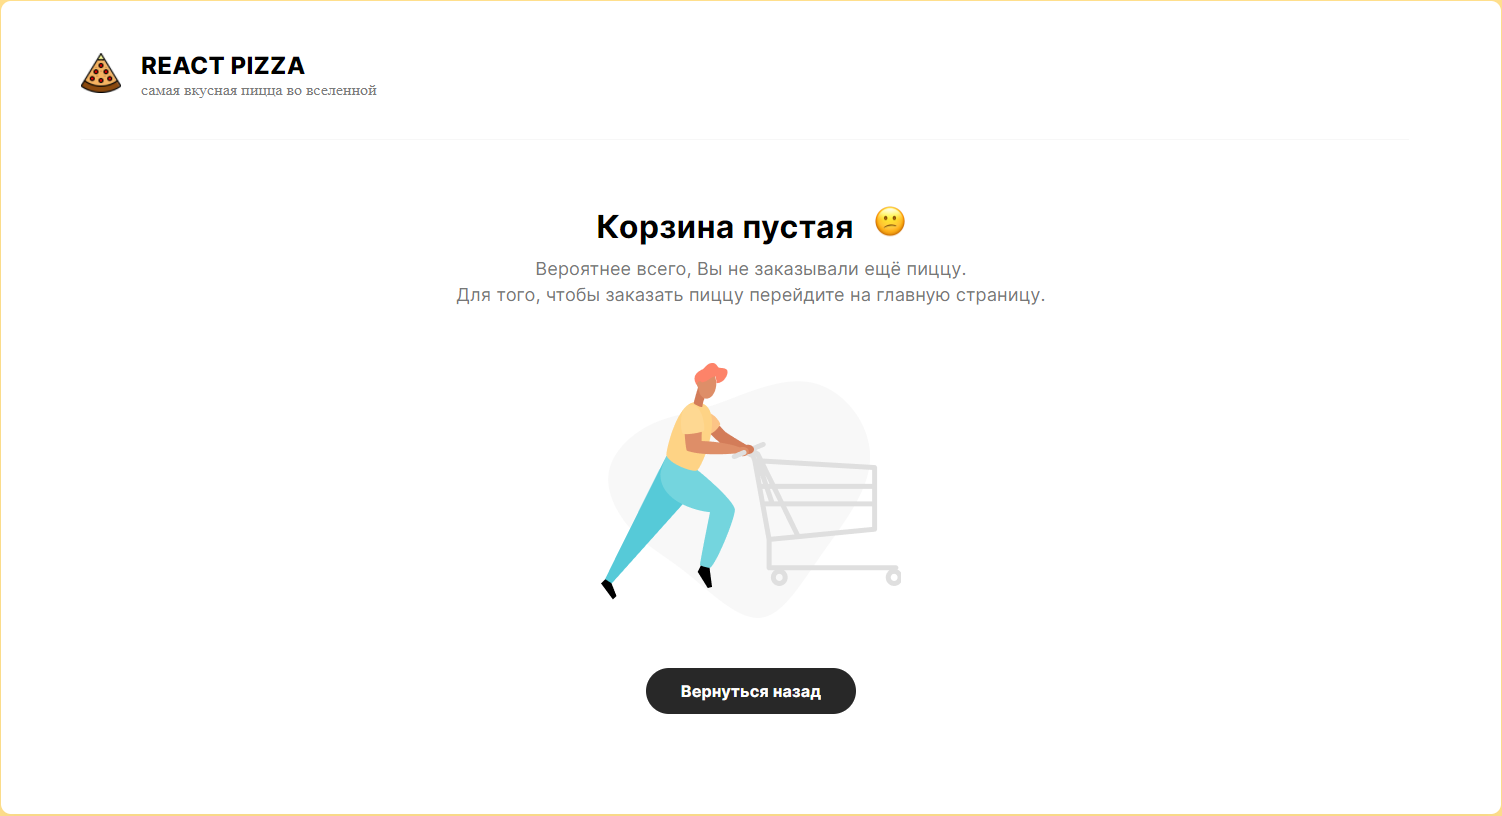 REACT PIZZA
самая вкусная пицца во вселенной
Корзина пустая 😕
Вероятнее всего, Вы не заказывали ещё пиццу.
Для того, чтобы заказать пиццу перейдите на главную страницу.
Вернуться назад